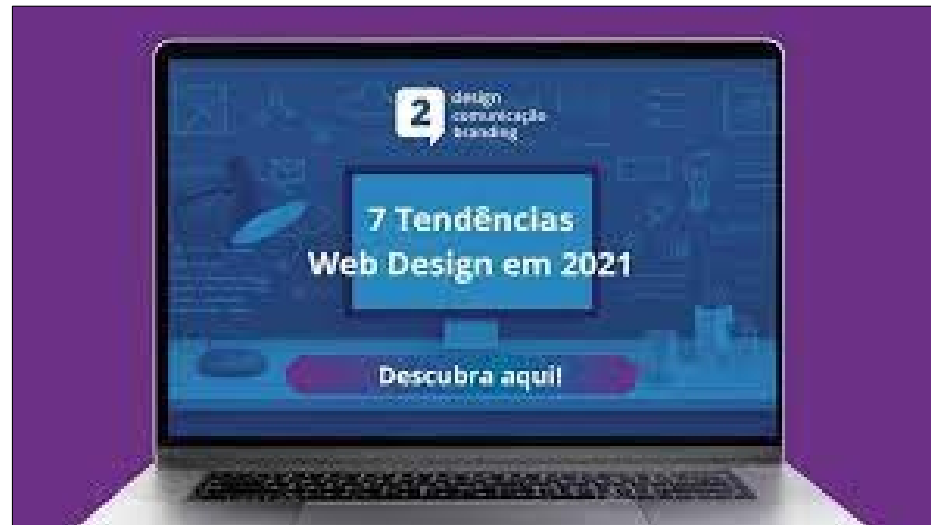 2
design
comunicação
branding
7 Tendências
Web Design em 2021
Descubra aqui!